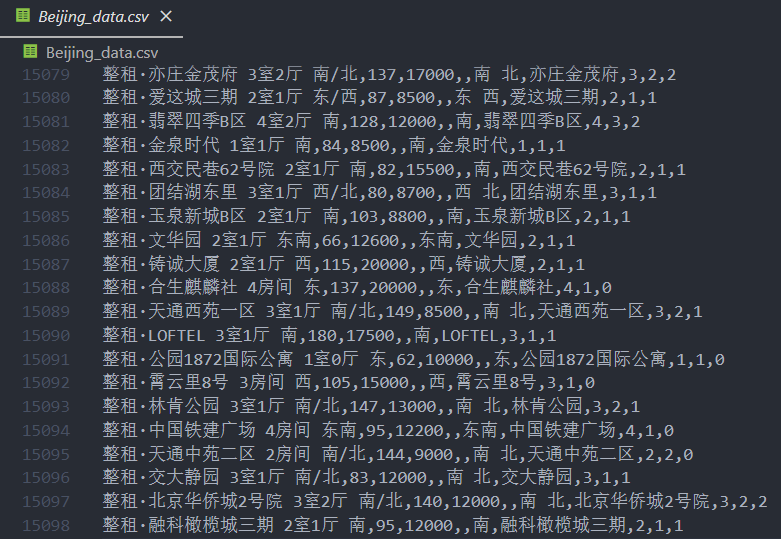 Beijing_data.csv
Beijing_data.csv
15079 整租·亦庄金茂府 3室2厅 南/北,137,17000,,南 北,亦庄金茂府,3,2,2
15080 整租·爱这城三期 2室1厅 东/西,87,8500,,东 西,爱这城三期,2,1,1
15081 整租·翡翠四季B区 4室2厅 南,128,12000,,南,翡翠四季B区,4,3,2
15082 整租·金泉时代 1室1厅 南,84,8500,,南,金泉时代,1,1,1
15083 整租·西交民巷62号院 2室1厅 南,82,15500,,南,西交民巷62号院,2,1,1
15084 整租·团结湖东里 3室1厅 西/北,80,8700,,西 北,团结湖东里,3,1,1
15085 整租·玉泉新城B区 2室1厅 南,103,8800,,南,玉泉新城B区,2,1,1
15086 整租·文华园 2室1厅 东南,66,12600,,东南,文华园,2,1,1
15087 整租·铸诚大厦 2室1厅 西,115,20000,,西,铸诚大厦,2,1,1
15088 整租·合生麒麟社 4房间 东,137,20000,,东,合生麒麟社,4,1,0
15089 整租·天通西苑一区 3室1厅 南/北,149,8500,,南 北,天通西苑一区,3,2,1
15090 整租·LOFTEL 3室1厅 南,180,17500,,南,LOFTEL,3,1,1
15091 整租·公园1872国际公寓 1室0厅 东,62,10000,,东,公园1872国际公寓,1,1,0
15092 整租·霄云里8号 3房间 西,105,15000,,西,霄云里8号,3,1,0
15093 整租·林肯公园 3室1厅 南/北,147,13000,,南 北,林肯公园,3,2,1
15094 整租·中国铁建广场 4房间 东南,95,12200,,东南,中国铁建广场,4,1,0
15095 整租·天通中苑二区 2房间 南/北,144,9000,,南 北,天通中苑二区,2,2,0
15096 整租·交大静园 3室1厅 南/北,83,12000,,南 北,交大静园,3,1,1
15097 整租·北京华侨城2号院 3室2厅 南/北,140,12000,,南 北,北京华侨城2号院,3,2,2
15098 整租·融科橄榄城三期 2室1厅 南,95,12000,,南,融科橄榄城三期,2,1,1